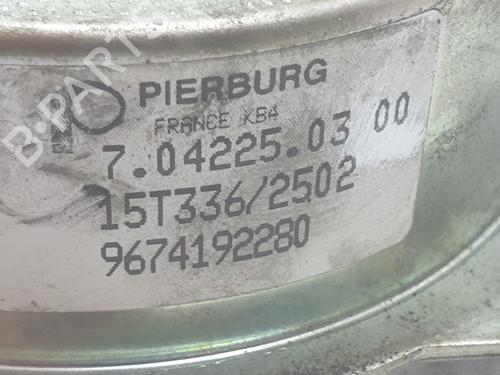 PIERBURG
FRANCE KB4
7.04225.03 00
15T336/2502
9674192280
B-PART